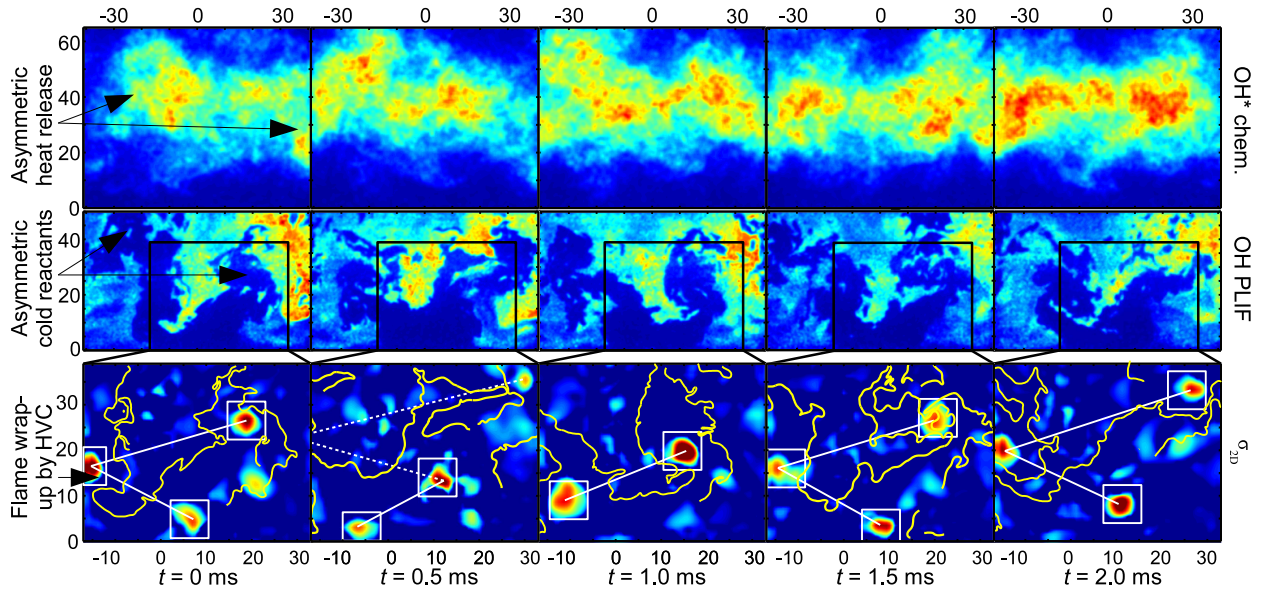 -30 0 30 -30 0 30 -30 0 30 -30 0 30 -30 0 30
Asymmetric
heat release
60
40
20
0
OH* chem.
Asymmetric
cold reactants
40
20
0
OH PLIF
Flame wrap-
up by HVC
30
20
10
0
σ2D
-10 0 10 20 30 -10 0 10 20 30 -10 0 10 20 30 -10 0 10 20 30 -10 0 10 20 30
t = 0 ms t = 0.5 ms t = 1.0 ms t = 1.5 ms t = 2.0 ms